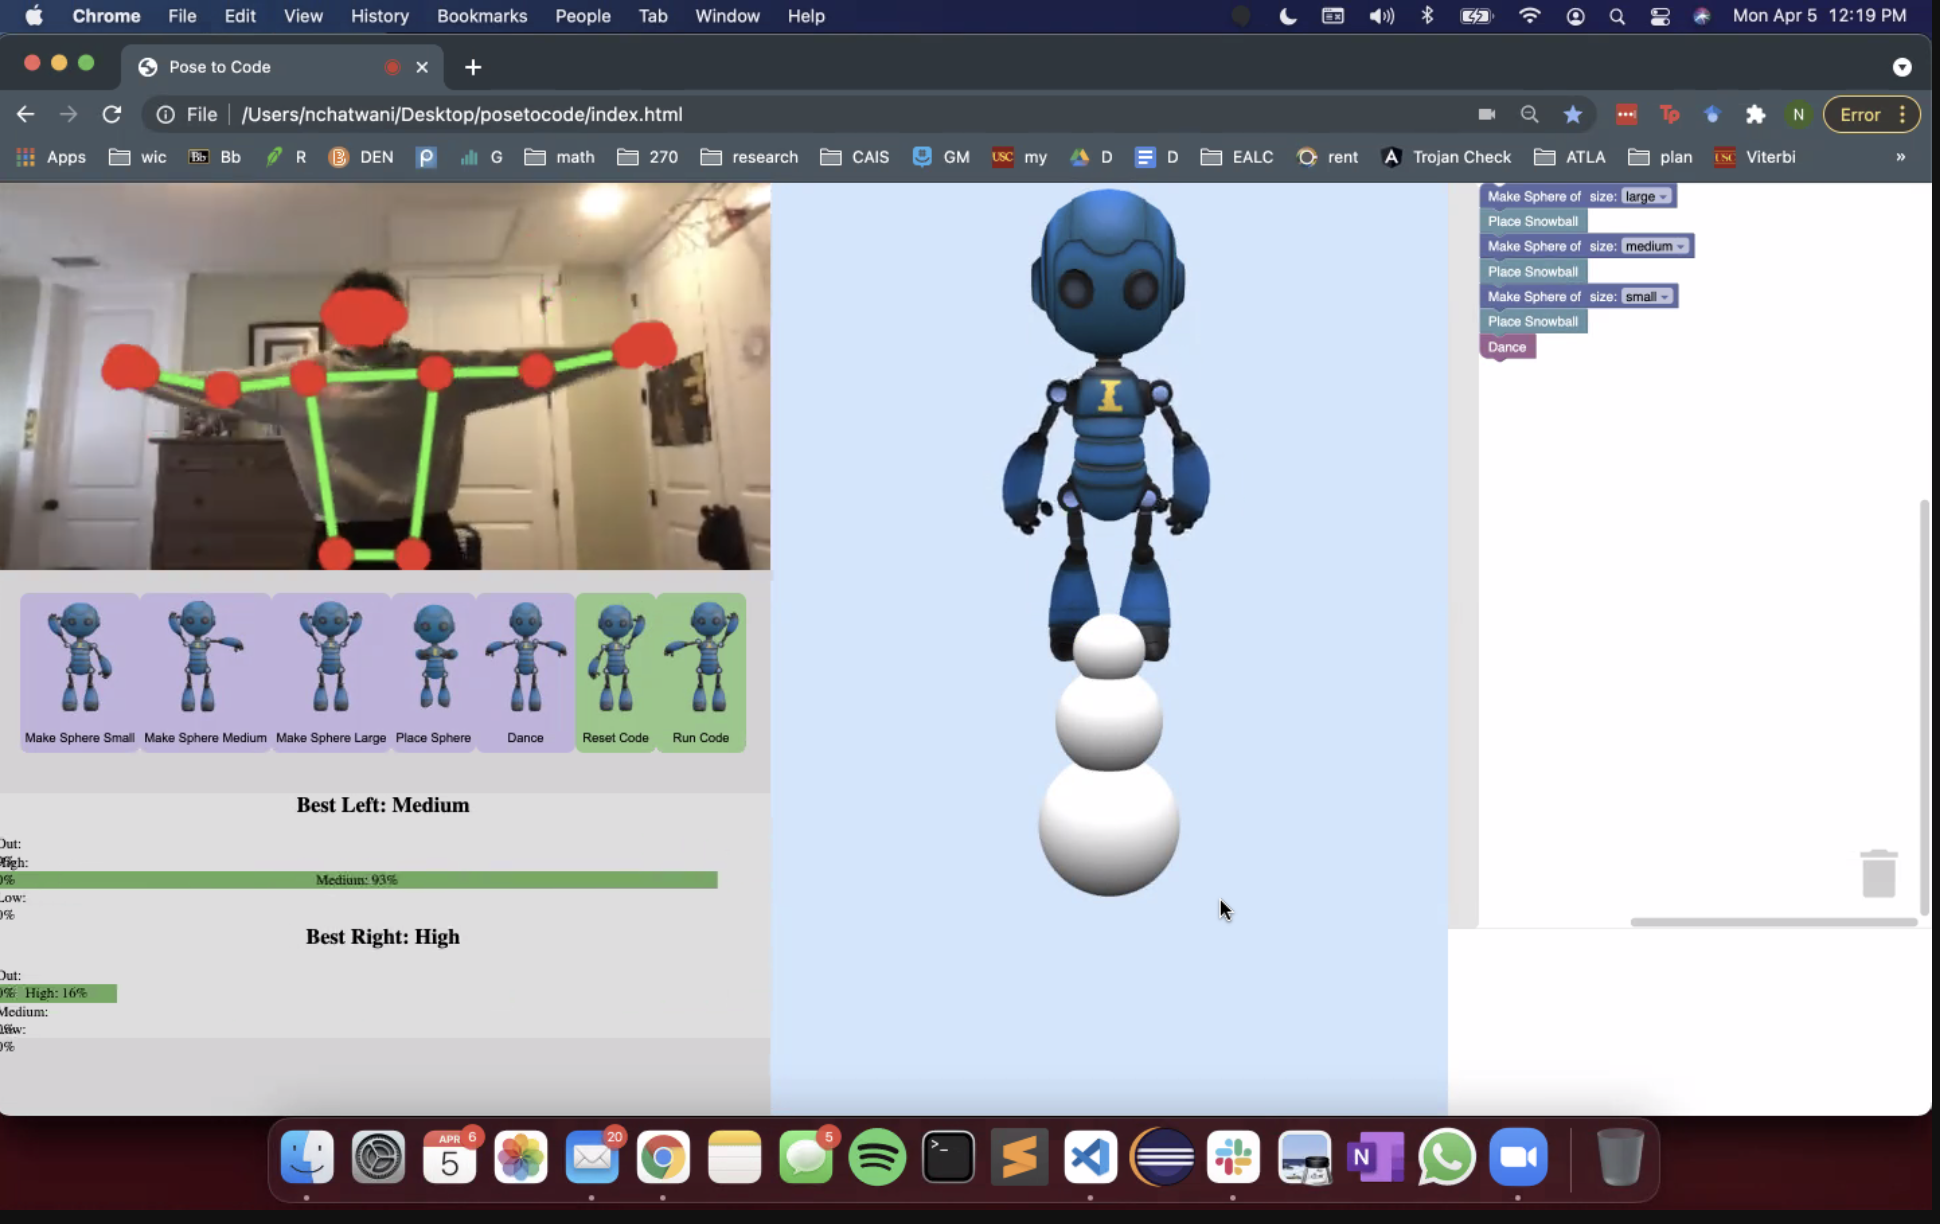 Chrome File Edit View History Bookmarks People Tab Window Help Mon Apr 5 12:19 PM
Pose to Code
File /Users/nchatwani/Desktop/posetocode/index.html Tp N Error
Apps wic Bb Bb R DEN p G math 270 research CAIS GM USC my D D EALC rent A Trojan Check ATLA plan USC Viterbi »
Make Sphere of size: large
Place Snowball
Make Sphere of size: medium
Place Snowball
Make Sphere of size: small
Place Snowball
Dance
I
Make Sphere Small Make Sphere Medium Make Sphere Large Place Sphere Dance Reset Code Run Code
Best Left: Medium
Out:
High:
0% Medium: 93%
Low:
0%
Best Right: High
Out:
0% High: 16%
Medium:
Low:
0%
APR 6 20 5
5 >_ N